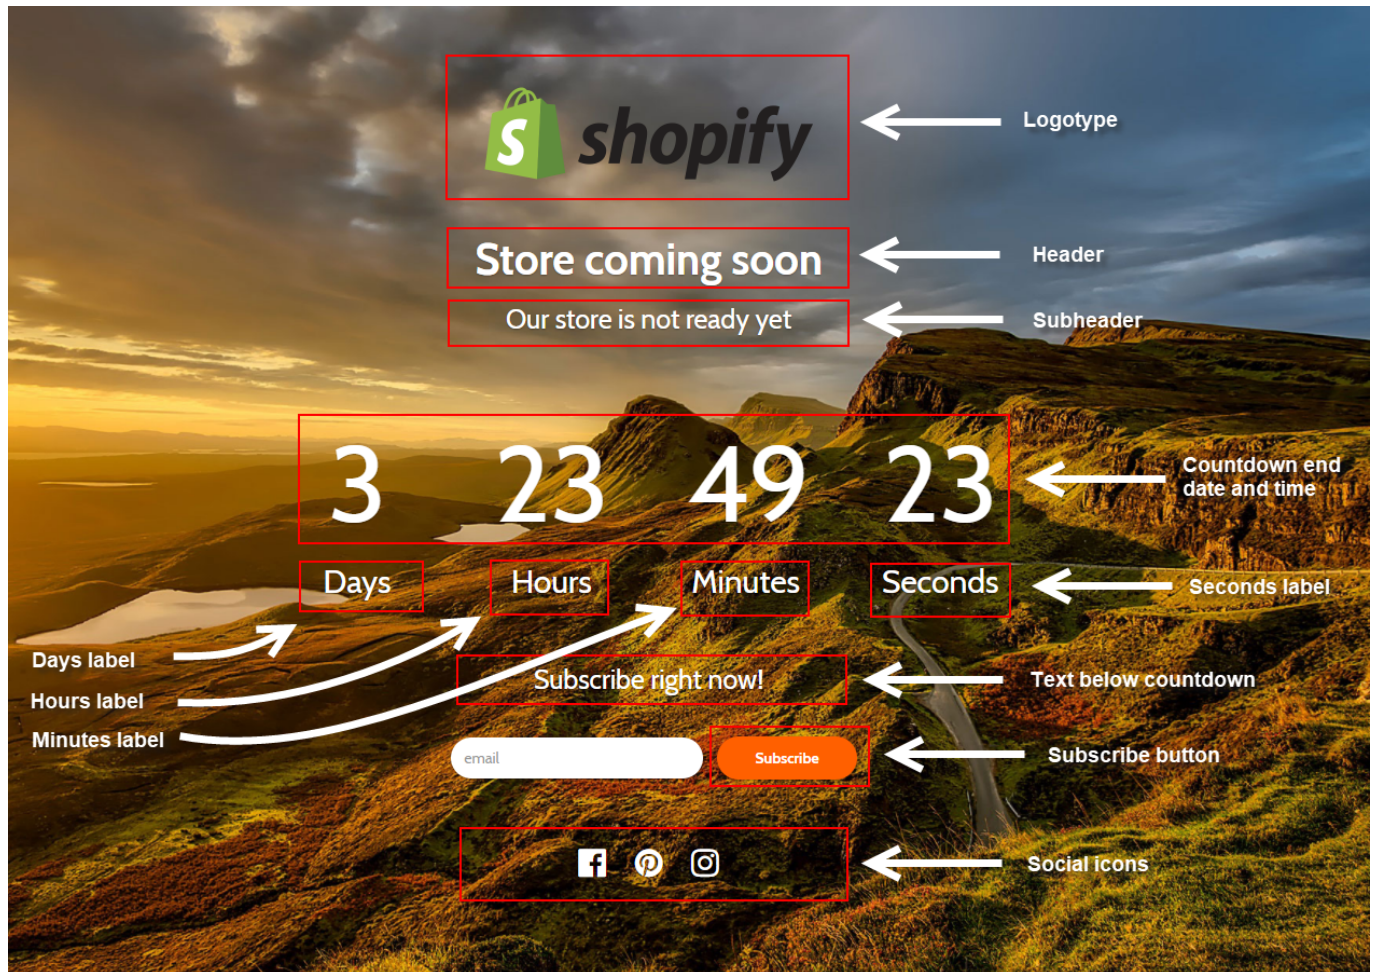 S shopify
Logotype
Store coming soon
Header
Our store is not ready yet
Subheader
3 23 49 23
Countdown end
date and time
Days Hours Minutes Seconds
Seconds label
Days label
Hours label
Minutes label
Subscribe right now!
Text below countdown
email
Subscribe
Subscribe button
Social icons